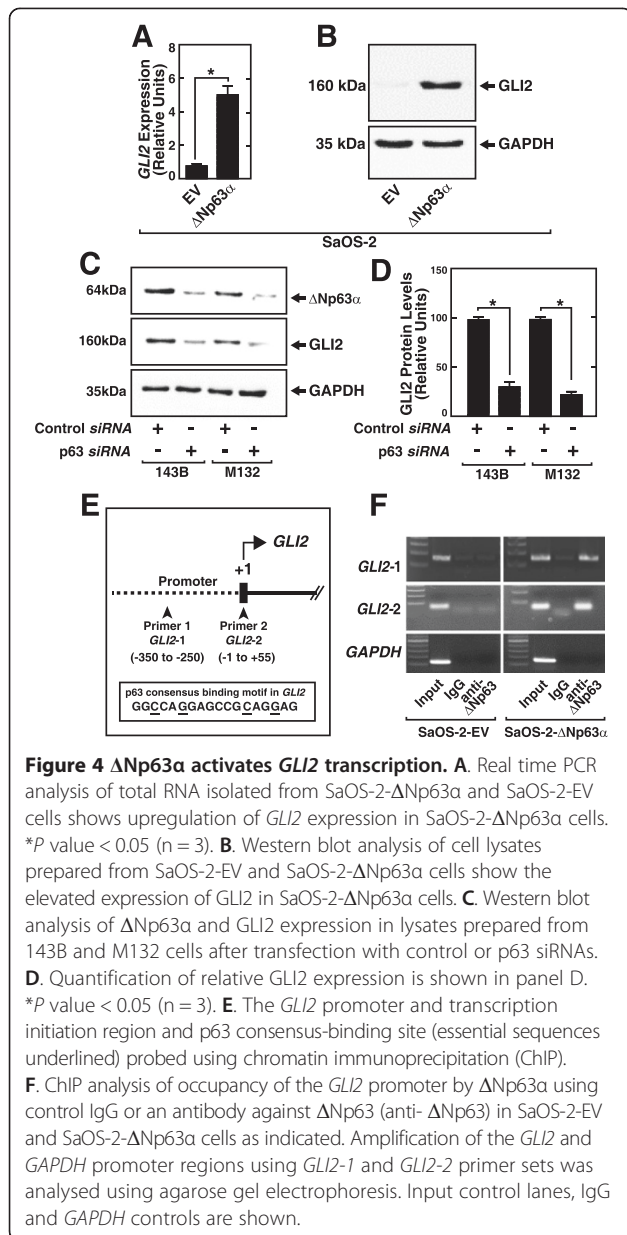 A
GLI2 Expression
(Relative Units)
8
6
4
2
0
*
EV
ΔNp63α
B
160 kDa
GLI2
35 kDa
GAPDH
EV
ΔNp63α
SaOS-2
C
64kDa
ΔNp63α
160kDa
GLI2
35kDa
GAPDH
Control siRNA + - + -
p63 siRNA - + - +
143B M132
D
GLI2 Protein Levels
(Relative Units)
150
100
50
0
* *
+ - + -
- + - +
143B M132
E
GLI2
+1
Promoter
Primer 1 Primer 2
GLI2-1 GLI2-2
(-350 to -250) (-1 to +55)
p63 consensus binding motif in GLI2
GGCCAGGAGCCGCAGGAG
F
GLI2-1
GLI2-2
GAPDH
Input IgG anti-ΔNp63 Input IgG anti-ΔNp63
SaOS-2-EV SaOS-2-ΔNp63α
Figure 4 ΔNp63α activates GLI2 transcription. A. Real time PCR
analysis of total RNA isolated from SaOS-2-ΔNp63α and SaOS-2-EV
cells shows upregulation of GLI2 expression in SaOS-2-ΔNp63α cells.
*P value < 0.05 (n = 3). B. Western blot analysis of cell lysates
prepared from SaOS-2-EV and SaOS-2-ΔNp63α cells show the
elevated expression of GLI2 in SaOS-2-ΔNp63α cells. C. Western blot
analysis of ΔNp63α and GLI2 expression in lysates prepared from
143B and M132 cells after transfection with control or p63 siRNAs.
D. Quantification of relative GLI2 expression is shown in panel D.
*P value < 0.05 (n = 3). E. The GLI2 promoter and transcription
initiation region and p63 consensus-binding site (essential sequences
underlined) probed using chromatin immunoprecipitation (ChIP).
F. ChIP analysis of occupancy of the GLI2 promoter by ΔNp63α using
control IgG or an antibody against ΔNp63 (anti- ΔNp63) in SaOS-2-EV
and SaOS-2-ΔNp63α cells as indicated. Amplification of the GLI2 and
GAPDH promoter regions using GLI2-1 and GLI2-2 primer sets was
analysed using agarose gel electrophoresis. Input control lanes, IgG
and GAPDH controls are shown.